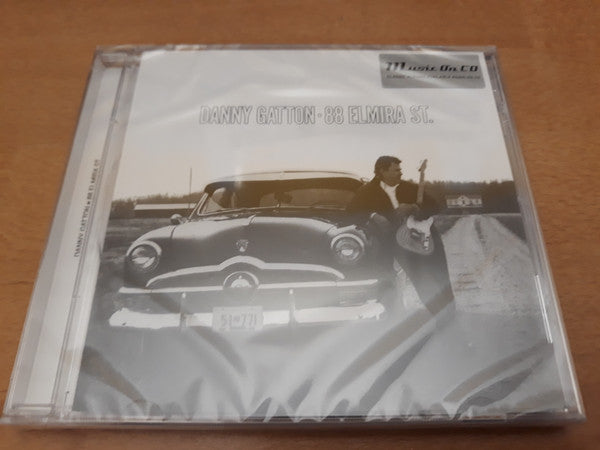 Music On CD
DANNY GATTON • 88 ELMIRA ST.
DANNY GATTON • 88 ELMIRA ST